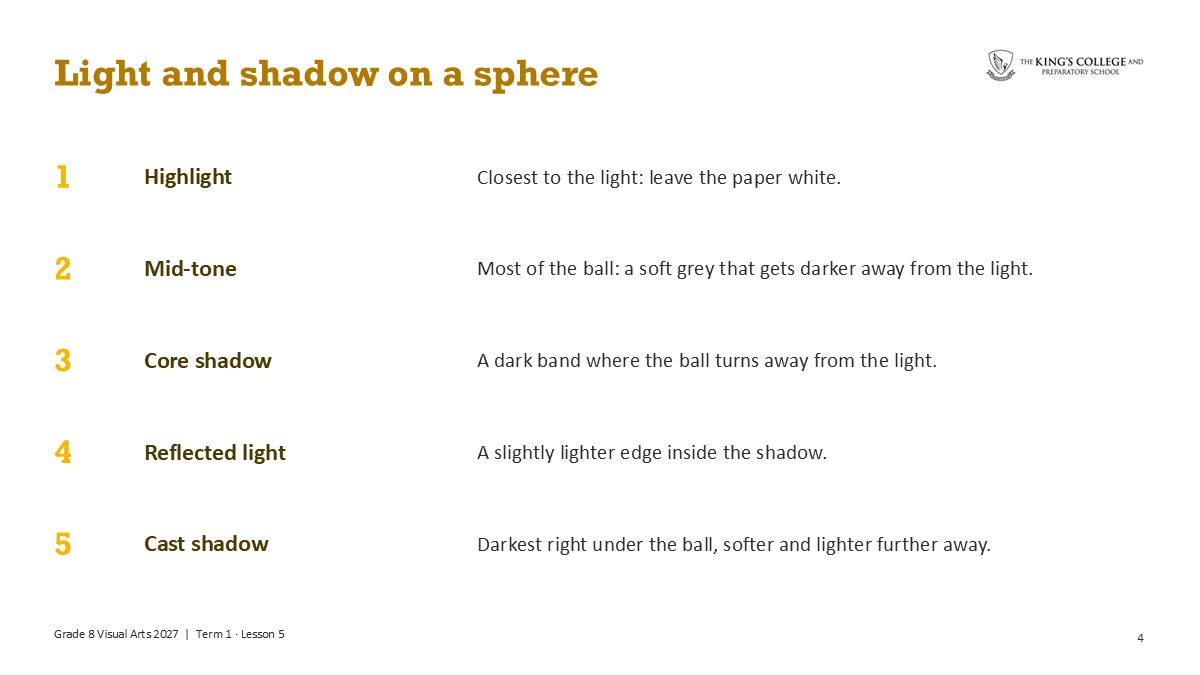 Light and shadow on a sphere
THE KING'S COLLEGE AND
PREPARATORY SCHOOL
1 Highlight Closest to the light: leave the paper white.
2 Mid-tone Most of the ball: a soft grey that gets darker away from the light.
3 Core shadow A dark band where the ball turns away from the light.
4 Reflected light A slightly lighter edge inside the shadow.
5 Cast shadow Darkest right under the ball, softer and lighter further away.
Grade 8 Visual Arts 2027 | Term 1 · Lesson 5
4